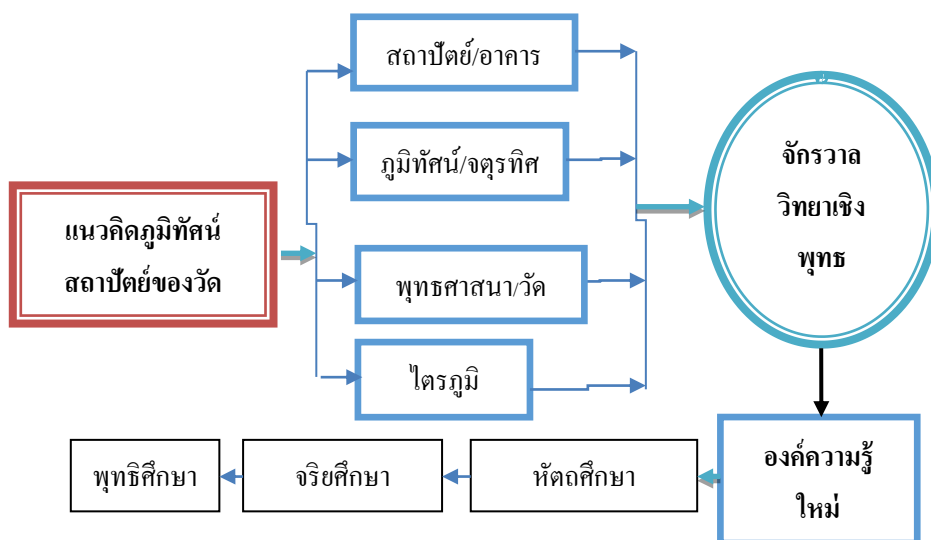 แนวคิดภูมิทัศน์
สถาปัตย์ของวัด
สถาปัตย์/อาคาร
ภูมิทัศน์/จตุรทิศ
พุทธศาสนา/วัด
ไตรภูมิ
จักรวาล
วิทยาเชิง
พุทธ
องค์ความรู้
ใหม่
หัตถศึกษา
จริยศึกษา
พุทธิศึกษา